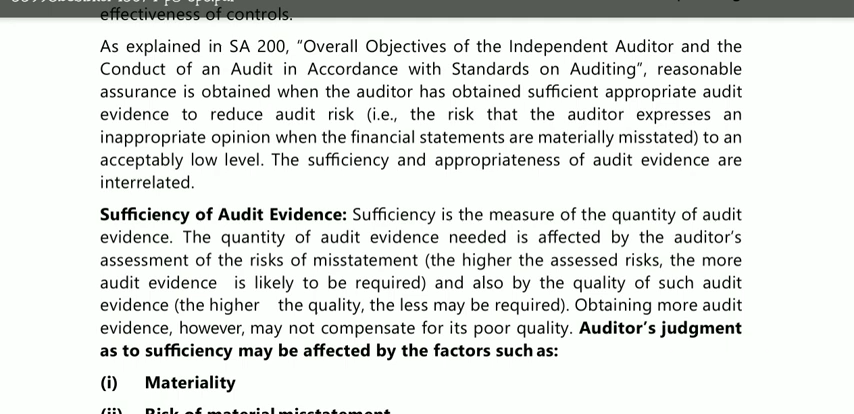 effectiveness of controls.
As explained in SA 200, “Overall Objectives of the Independent Auditor and the
Conduct of an Audit in Accordance with Standards on Auditing”, reasonable
assurance is obtained when the auditor has obtained sufficient appropriate audit
evidence to reduce audit risk (i.e., the risk that the auditor expresses an
inappropriate opinion when the financial statements are materially misstated) to an
acceptably low level. The sufficiency and appropriateness of audit evidence are
interrelated.
Sufficiency of Audit Evidence: Sufficiency is the measure of the quantity of audit
evidence. The quantity of audit evidence needed is affected by the auditor’s
assessment of the risks of misstatement (the higher the assessed risks, the more
audit evidence is likely to be required) and also by the quality of such audit
evidence (the higher the quality, the less may be required). Obtaining more audit
evidence, however, may not compensate for its poor quality. Auditor’s judgment
as to sufficiency may be affected by the factors such as:
(i) Materiality
(ii) Risk of material misstatement